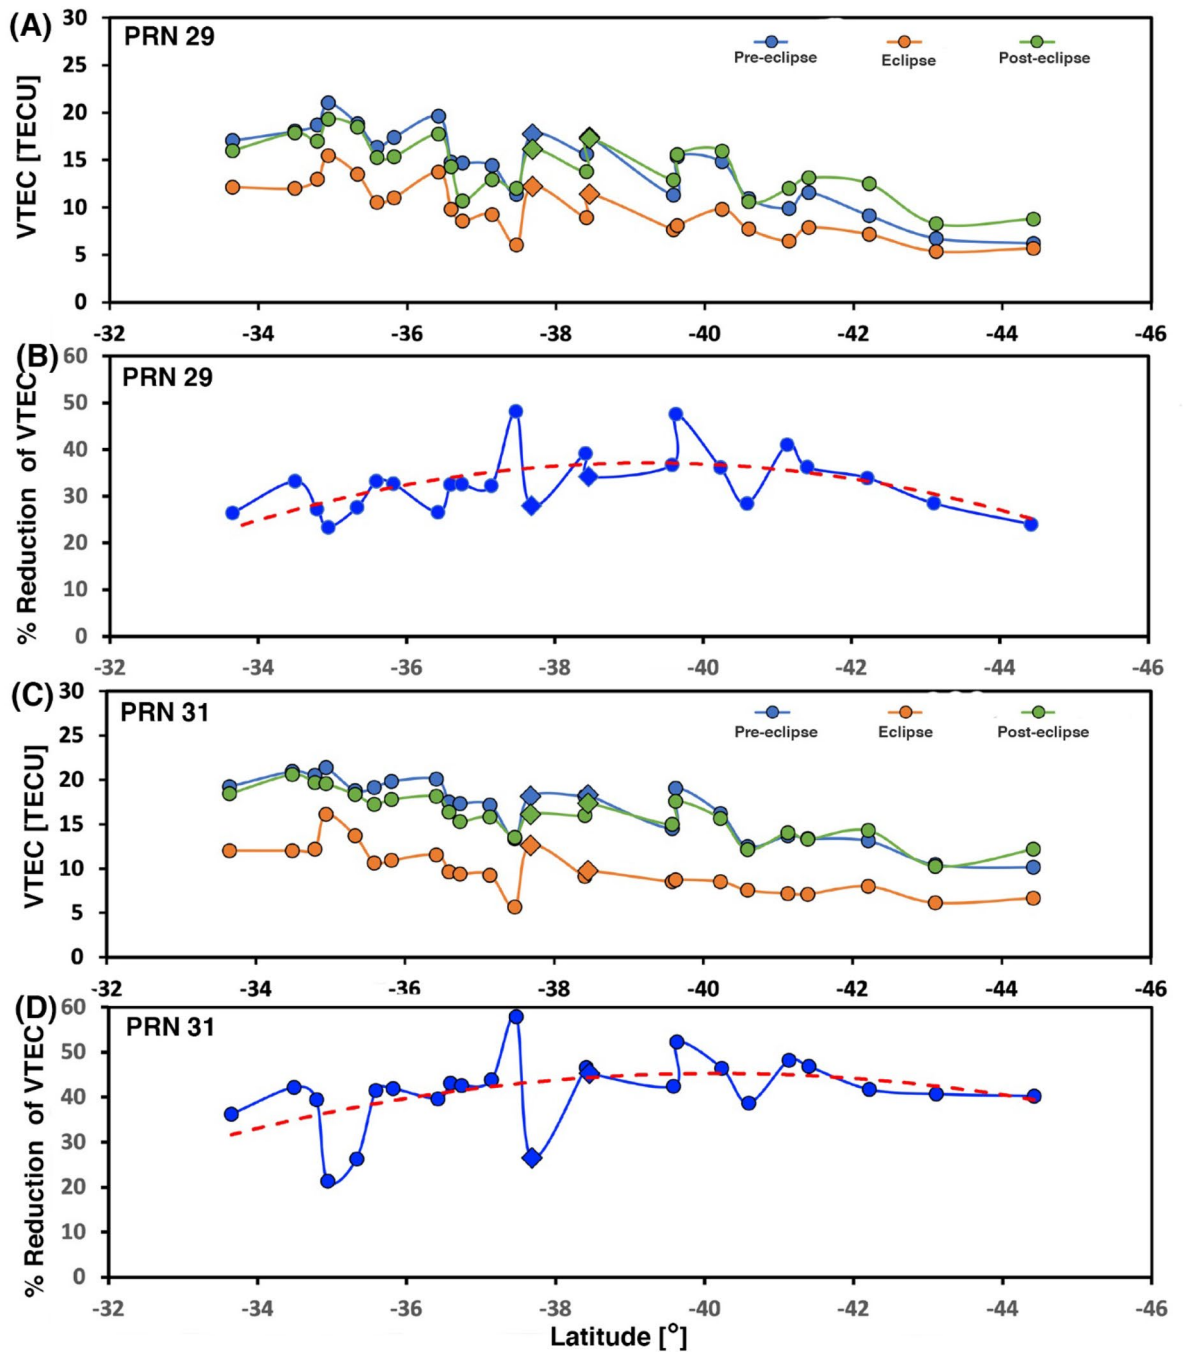 (A)
30
25
20
15
10
5
0
VTEC [TECU]
PRN 29
Pre-eclipse Eclipse Post-eclipse
-32 -34 -36 -38 -40 -42 -44 -46
(B)
60
50
40
30
20
10
0
% Reduction of VTEC
PRN 29
-32 -34 -36 -38 -40 -42 -44 -46
(C)
30
25
20
15
10
5
0
VTEC [TECU]
PRN 31
Pre-eclipse Eclipse Post-eclipse
-32 -34 -36 -38 -40 -42 -44 -46
(D)
60
50
40
30
20
10
0
% Reduction of VTEC
PRN 31
-32 -34 -36 -38 -40 -42 -44 -46
Latitude [°]